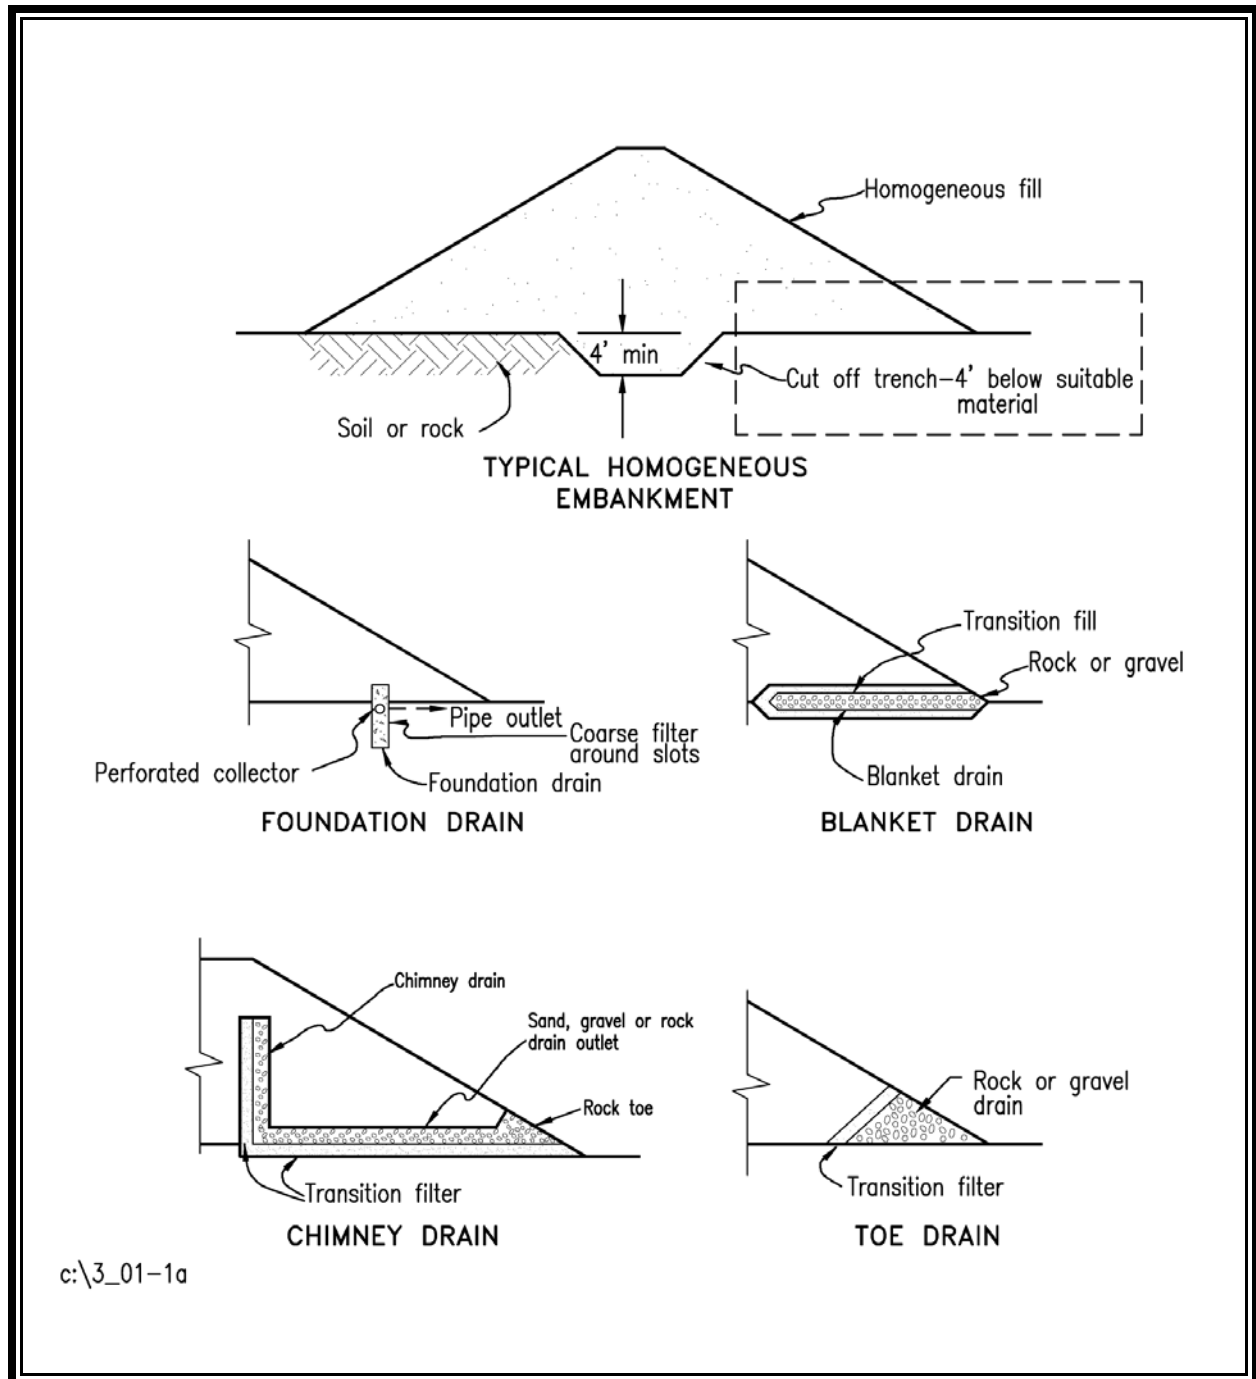 Homogeneous fill
4' min
Cut off trench-4' below suitable
material
Soil or rock
TYPICAL HOMOGENEOUS
EMBANKMENT
Pipe outlet
Coarse filter
around slots
Perforated collector
Foundation drain
FOUNDATION DRAIN
Transition fill
Rock or gravel
Blanket drain
BLANKET DRAIN
Chimney drain
Sand, gravel or rock
drain outlet
Rock toe
Transition filter
CHIMNEY DRAIN
Rock or gravel
drain
Transition filter
TOE DRAIN
c:\3_01-1a